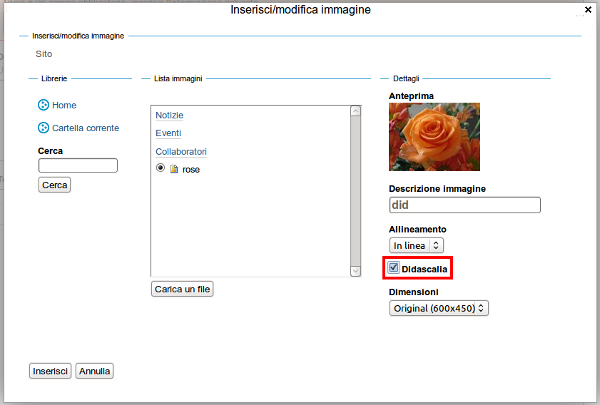 Inserisci/modifica immagine
Inserisci/modifica immagine
Sito
Librerie
Home
Cartella corrente
Cerca
Cerca
Lista immagini
Notizie
Eventi
Collaboratori
rose
Carica un file
Dettagli
Anteprima
Descrizione immagine
did
Allineamento
In linea
Didascalia
Dimensioni
Original (600x450)
Inserisci Annulla